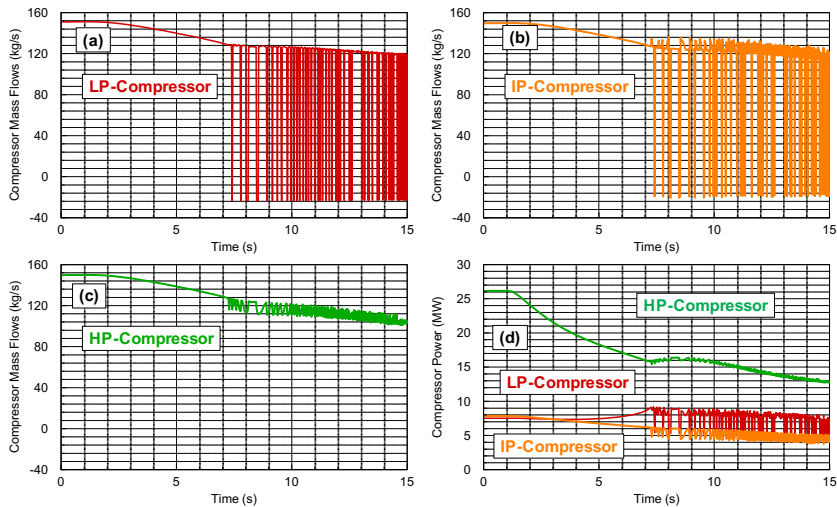 160
120
80
40
0
-40
Compressor Mass Flows (kg/s)
(a)
LP-Compressor
0
5
10
15
Time (s)
160
120
80
40
0
-40
Compressor Mass Flows (kg/s)
(b)
IP-Compressor
0
5
10
15
Time (s)
160
120
80
40
0
-40
Compressor Mass Flows (kg/s)
(c)
HP-Compressor
0
5
10
15
Time (s)
30
25
20
15
10
5
0
Compressor Power (MW)
(d)
HP-Compressor
LP-Compressor
IP-Compressor
0
5
10
15
Time (s)